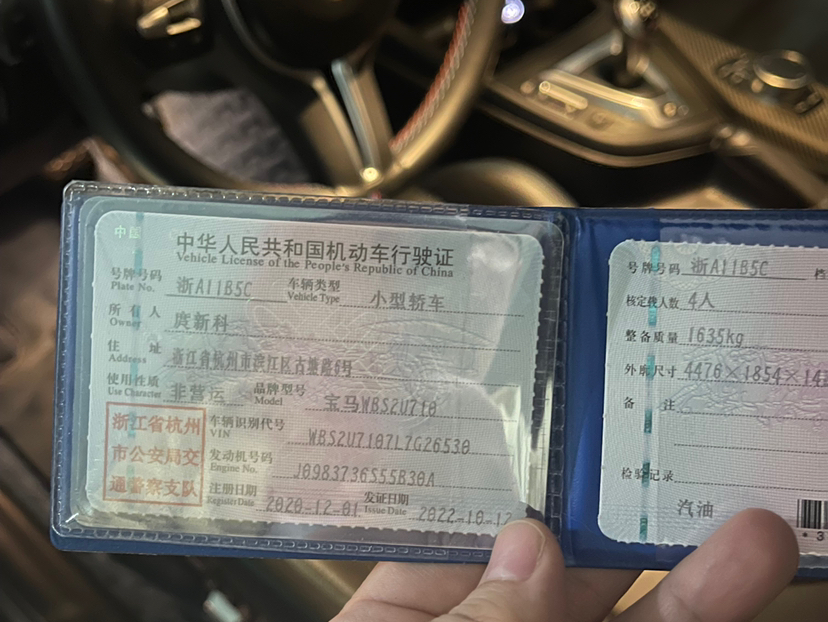 中华人民共和国机动车行驶证
Vehicle License of the People's Republic of China
号牌号码 浙A11B5C 车辆类型 小型轿车
Plate No. Vehicle Type
所有人 庹新科
Owner
住址 浙江省杭州市滨江区古塘路6号
Address
使用性质 非营运 品牌型号 宝马WBS2U710
Use Character Model
浙江省杭州
市公安局交
通警察支队
车辆识别代号 WBS2U7107L7G26530
VIN
发动机号码 J0983736S55B30A
Engine No.
注册日期 2020-12-01 发证日期 2022-10-12
Register Date Issue Date
号牌号码 浙A11B5C 档
核定载人数 4人
整备质量 1635kg
外廓尺寸 4476×1854×14
备注
检验记录
汽油